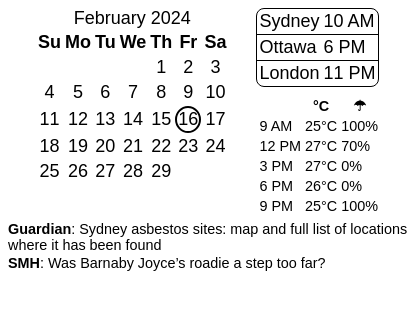 February 2024
Su Mo Tu We Th Fr Sa
1 2 3
4 5 6 7 8 9 10
11 12 13 14 15 16 17
18 19 20 21 22 23 24
25 26 27 28 29
Sydney 10 AM
Ottawa 6 PM
London 11 PM
°C ☂
9 AM 25°C 100%
12 PM 27°C 70%
3 PM 27°C 0%
6 PM 26°C 0%
9 PM 25°C 100%
Guardian: Sydney asbestos sites: map and full list of locations
where it has been found
SMH: Was Barnaby Joyce’s roadie a step too far?